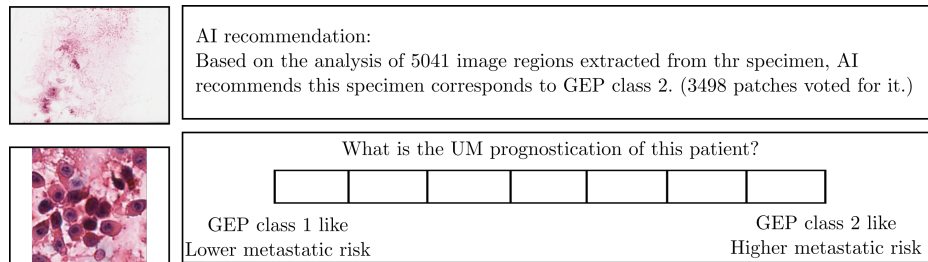 AI recommendation:
Based on the analysis of 5041 image regions extracted from thr specimen, AI
recommends this specimen corresponds to GEP class 2. (3498 patches voted for it.)
What is the UM prognostication of this patient?
GEP class 1 like
Lower metastatic risk
GEP class 2 like
Higher metastatic risk